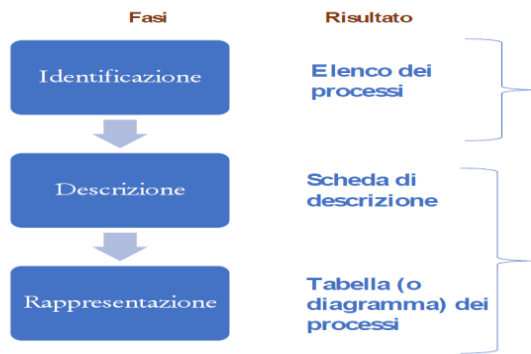 Fasi Risultato
Identificazione
Elenco dei
processi
Descrizione
Scheda di
descrizione
Rappresentazione
Tabella (o
diagramma) dei
processi